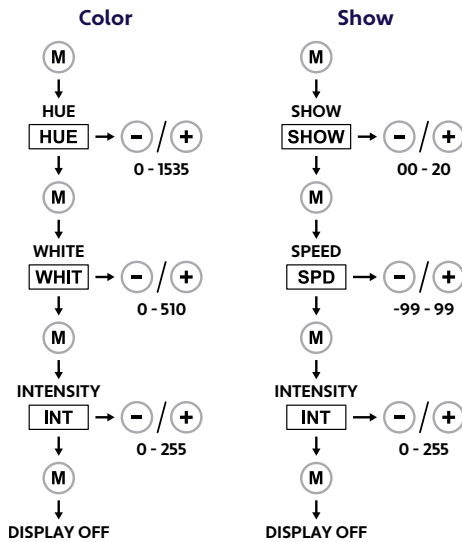 Color
M
HUE
HUE - / +
0 - 1535
M
WHITE
WHIT - / +
0 - 510
M
INTENSITY
INT - / +
0 - 255
M
DISPLAY OFF
Show
M
SHOW
SHOW - / +
00 - 20
M
SPEED
SPD - / +
-99 - 99
M
INTENSITY
INT - / +
0 - 255
M
DISPLAY OFF